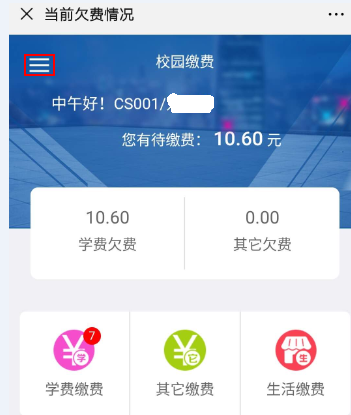 当前欠费情况
校园缴费
中午好！CS001/
您有待缴费： 10.60 元
10.60 0.00
学费欠费 其它欠费
¥ 学 7 ¥ 它 生
学费缴费 其它缴费 生活缴费